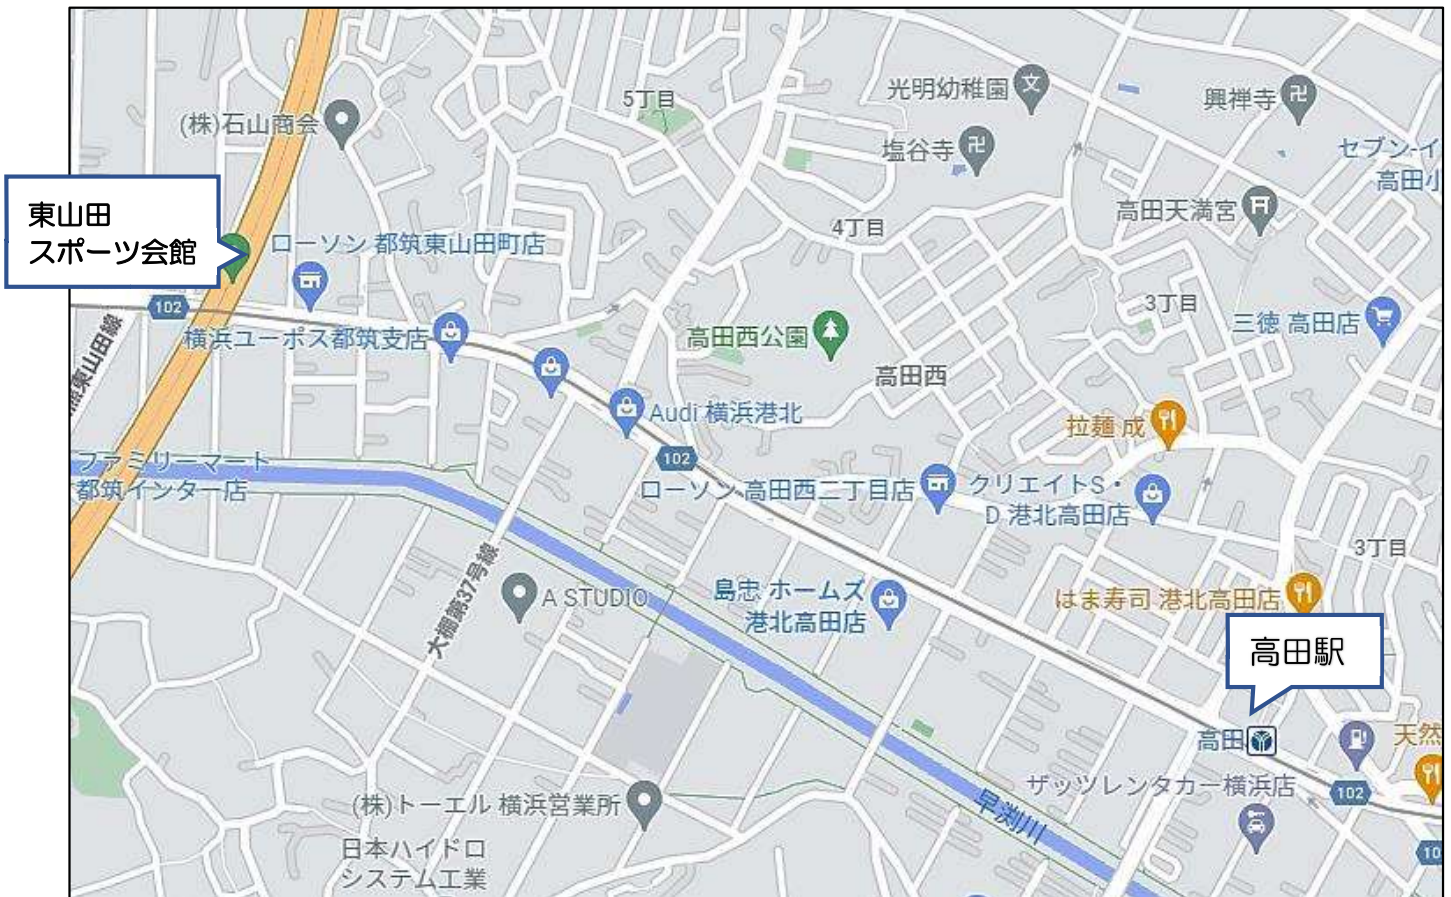 5丁目
光明幼稚園
興禅寺
(株)石山商会
塩谷寺
セブン-イ
高田小
東山田
スポーツ会館
高田天満宮
4丁目
ローソン 都筑東山田町店
102
3丁目
三徳 高田店
横浜ユーポス都筑支店
高田西公園
高田西
東山田線
Audi 横浜港北
拉麺 成
102
ファミリーマート
都筑インター店
ローソン 高田西二丁目店
クリエイトS・
D 港北高田店
3丁目
大棚第37号線
A STUDIO
島忠 ホームズ
港北高田店
はま寿司 港北高田店
高田駅
高田
天然
ザッツレンタカー横浜店
102
(株)トーエル 横浜営業所
早渕川
日本ハイドロ
システム工業
10